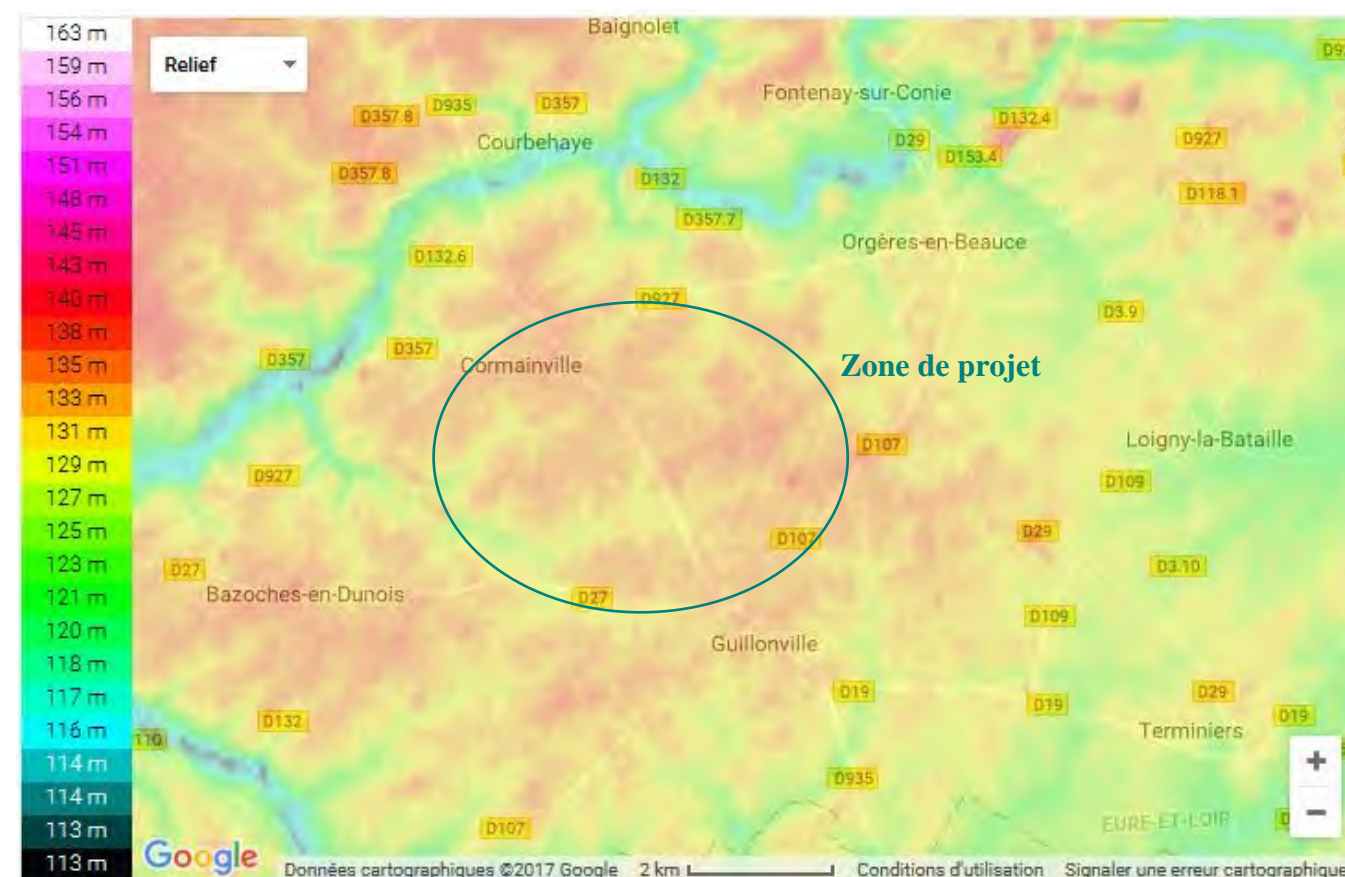 163 m
159 m
156 m
154 m
151 m
148 m
145 m
143 m
140 m
138 m
135 m
133 m
131 m
129 m
127 m
125 m
123 m
121 m
120 m
118 m
117 m
116 m
114 m
114 m
113 m
113 m
Relief
Baignolet
D357.8
D935
D357
Fontenay-sur-Conie
D132.4
Courbehaye
D29
D927
D153.4
D357.8
D132
D118.1
D357.7
Orgères-en-Beauce
D132.6
D927
D3.9
D357
D357
Cormainville
Zone de projet
D107
Loigny-la-Bataille
D927
D109
D107
D29
D27
D3.10
Bazoches-en-Dunois
D27
D109
Guillonville
D19
D19
D29
D19
D132
Terminiers
110
D935
+
EURE-ET-LOIR
−
D107
Google
Données cartographiques ©2017 Google
2 km
Conditions d'utilisation
Signaler une erreur cartographique